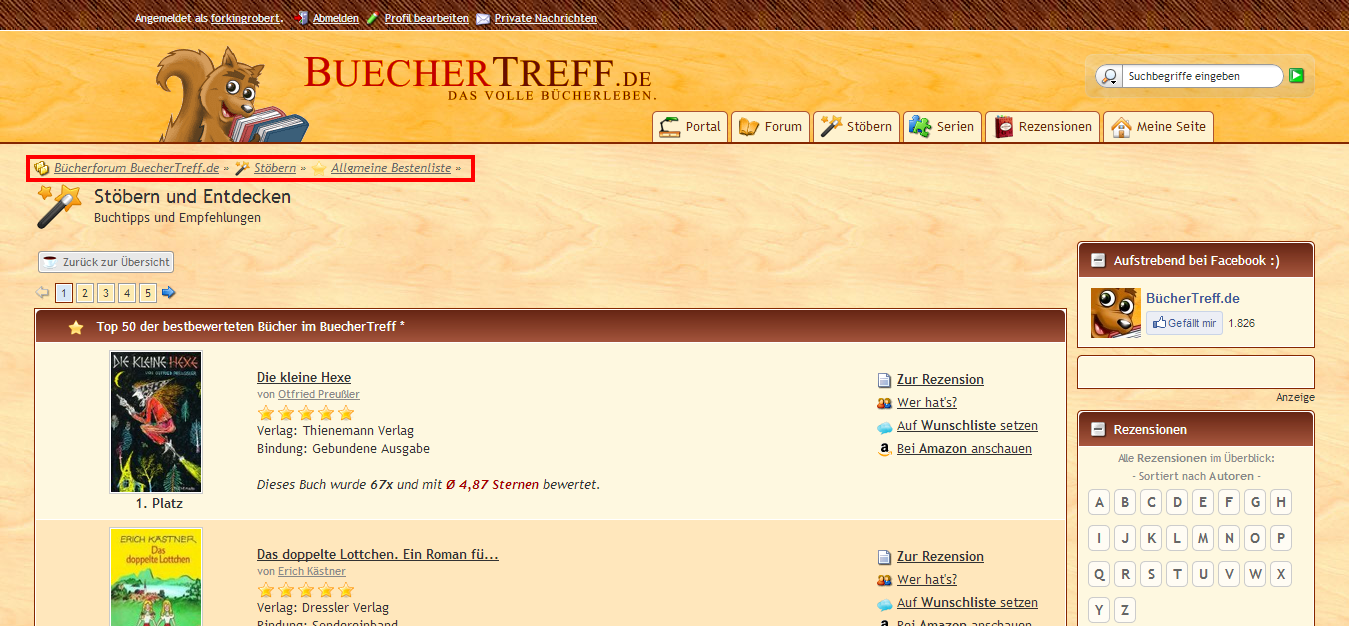 Angemeldet als forkingrobert. Abmelden Profil bearbeiten Private Nachrichten
BUECHERTREFF.DE
DAS VOLLE BÜCHERLEBEN.
Suchbegriffe eingeben
Portal Forum Stöbern Serien Rezensionen Meine Seite
Bücherforum BuecherTreff.de » Stöbern » Allgmeine Bestenliste »
Stöbern und Entdecken
Buchtipps und Empfehlungen
Zurück zur Übersicht
1 2 3 4 5
Top 50 der bestbewerteten Bücher im BuecherTreff *
DIE KLEINE HEXE
VON OTFRIED PREUSSLER
1. Platz
Die kleine Hexe
von Otfried Preußler
Verlag: Thienemann Verlag
Bindung: Gebundene Ausgabe
Dieses Buch wurde 67x und mit Ø 4,87 Sternen bewertet.
Zur Rezension
Wer hat's?
Auf Wunschliste setzen
Bei Amazon anschauen
ERICH KÄSTNER
Das
doppelte Lottchen
Das doppelte Lottchen. Ein Roman fü...
von Erich Kästner
Verlag: Dressler Verlag
Bindung: Sondereinband
Zur Rezension
Wer hat's?
Auf Wunschliste setzen
Bei Amazon anschauen
Aufstrebend bei Facebook :)
BücherTreff.de
Gefällt mir 1.826
Anzeige
Rezensionen
Alle Rezensionen im Überblick:
- Sortiert nach Autoren -
A B C D E F G H
I J K L M N O P
Q R S T U V W X
Y Z